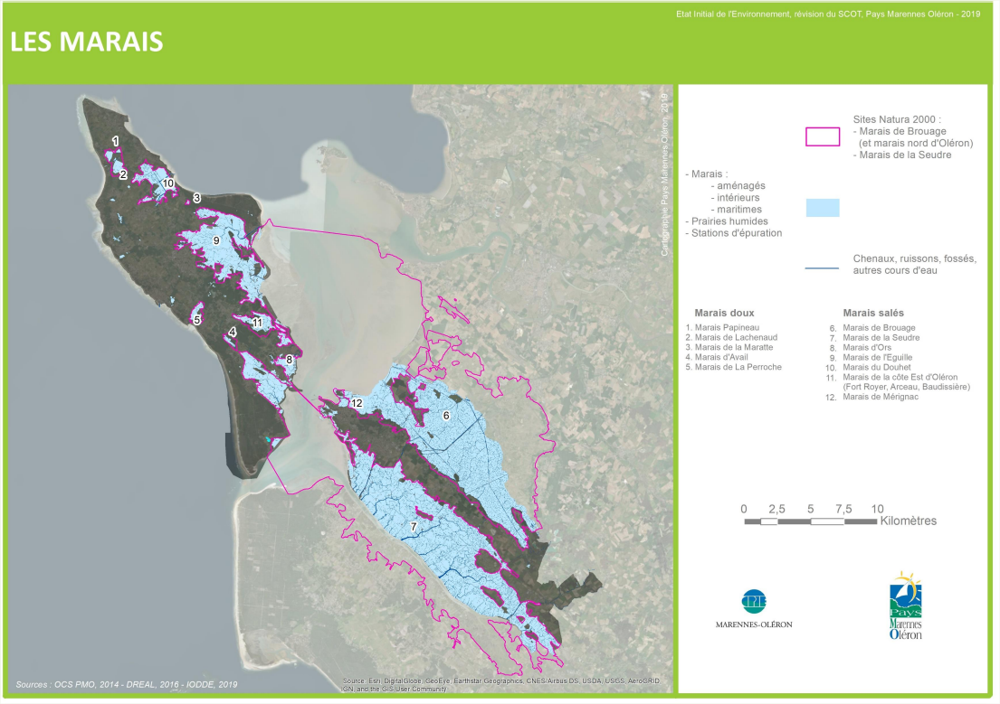 Etat Initial de l'Environnement, révision du SCOT, Pays Marennes Oléron - 2019
LES MARAIS
Cartographie Pays Marennes Oléron, 2019
1
2
10
3
9
5
11
4
8
12
6
7
Sources : OCS PMO, 2014 - DREAL, 2016 - IODDE, 2019
Source: Esri, DigitalGlobe, GeoEye, Earthstar Geographics, CNES/Airbus DS, USDA, USGS, AeroGRID
IGN, and the GIS User Community
Sites Natura 2000 :
- Marais de Brouage
(et marais nord d'Oléron)
- Marais de la Seudre
- Marais :
- aménagés
- intérieurs
- maritimes
- Prairies humides
- Stations d'épuration
Chenaux, ruissons, fossés,
autres cours d'eau
Marais doux
1. Marais Papineau
2. Marais de Lachenaud
3. Marais de la Maratte
4. Marais d'Avail
5. Marais de La Perroche
Marais salés
6. Marais de Brouage
7. Marais de la Seudre
8. Marais d'Ors
9. Marais de l'Eguille
10. Marais du Douhet
11. Marais de la côte Est d'Oléron
(Fort Royer, Arceau, Baudissière)
12. Marais de Mérignac
0 2,5 5 7,5 10
Kilomètres
CPIE
MARENNES-OLÉRON
Pays
Marennes
Oléron